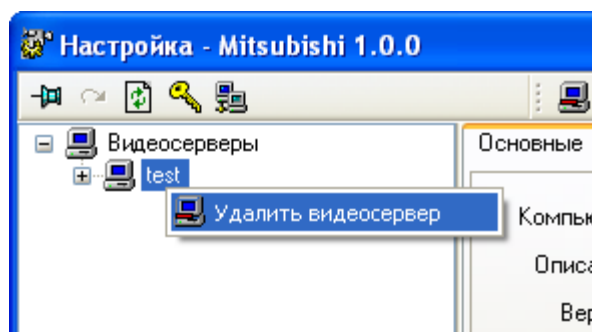 Настройка - Mitsubishi 1.0.0
Видеосерверы
test
Удалить видеосервер
Основные